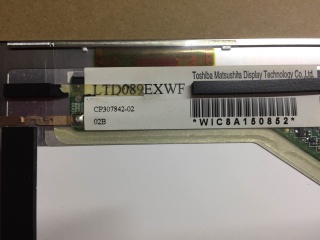 LTD089EXWF
Toshiba Matsushita Display Technology Co.,Ltd.
CP307842-02
02B
*WIC8A150852*